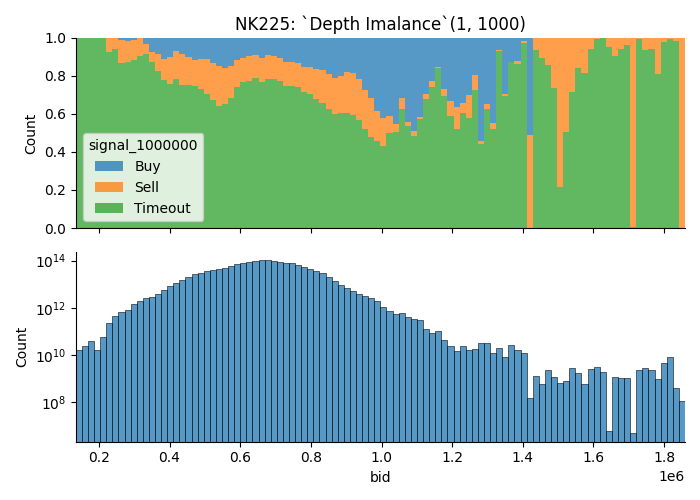 NK225: `Depth Imalance`(1, 1000)
1.0
0.8
0.6
0.4
0.2
0.0
Count
signal_1000000
Buy
Sell
Timeout
10^14
10^12
10^10
10^8
Count
0.2 0.4 0.6 0.8 1.0 1.2 1.4 1.6 1.8
bid
1e6